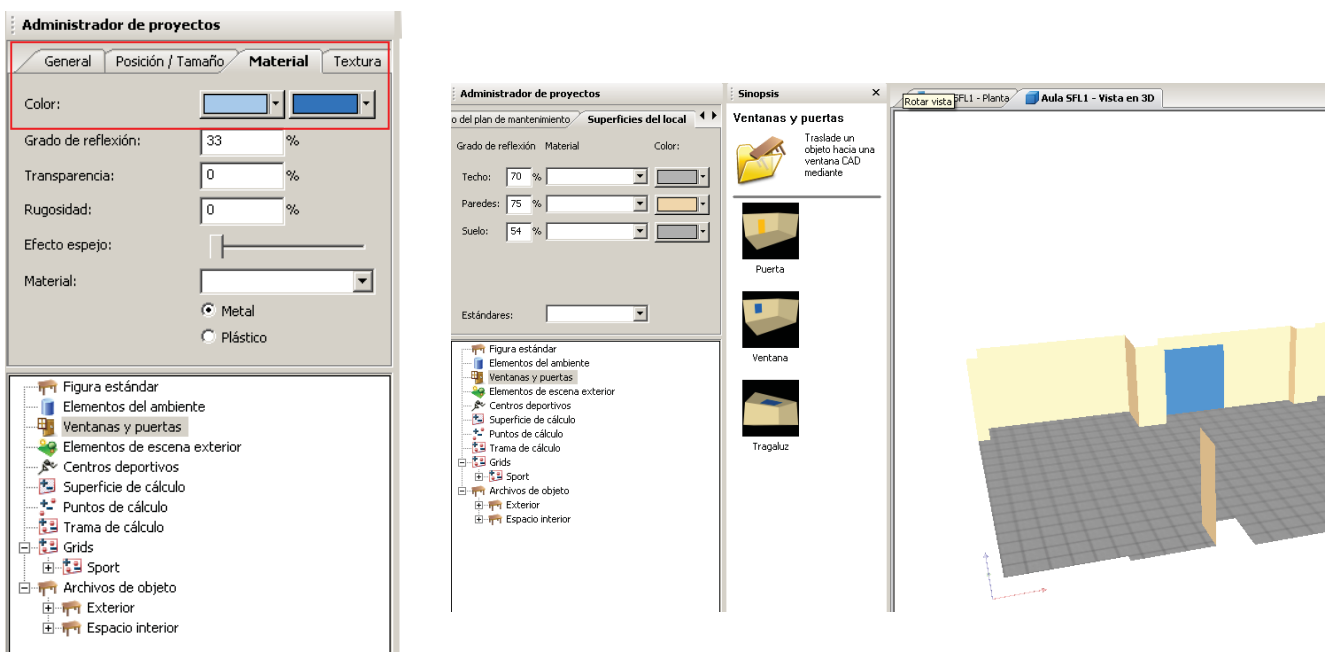 Administrador de proyectos
General Posición / Tamaño Material Textura
Color:
Grado de reflexión: 33 %
Transparencia: 0 %
Rugosidad: 0 %
Efecto espejo:
Material:
Metal
Plástico
Figura estándar
Elementos del ambiente
Ventanas y puertas
Elementos de escena exterior
Centros deportivos
Superficie de cálculo
Puntos de cálculo
Trama de cálculo
Grids
Sport
Archivos de objeto
Exterior
Espacio interior
Administrador de proyectos
o del plan de mantenimiento Superficies del local
Grado de reflexión Material Color:
Techo: 70 %
Paredes: 75 %
Suelo: 54 %
Estándares:
Figura estándar
Elementos del ambiente
Ventanas y puertas
Elementos de escena exterior
Centros deportivos
Superficie de cálculo
Puntos de cálculo
Trama de cálculo
Grids
Sport
Archivos de objeto
Exterior
Espacio interior
Sinopsis
Ventanas y puertas
Traslade un
objeto hacia una
ventana CAD
mediante
Puerta
Ventana
Tragaluz
Rotar vista SFL1 - Planta Aula SFL1 - Vista en 3D